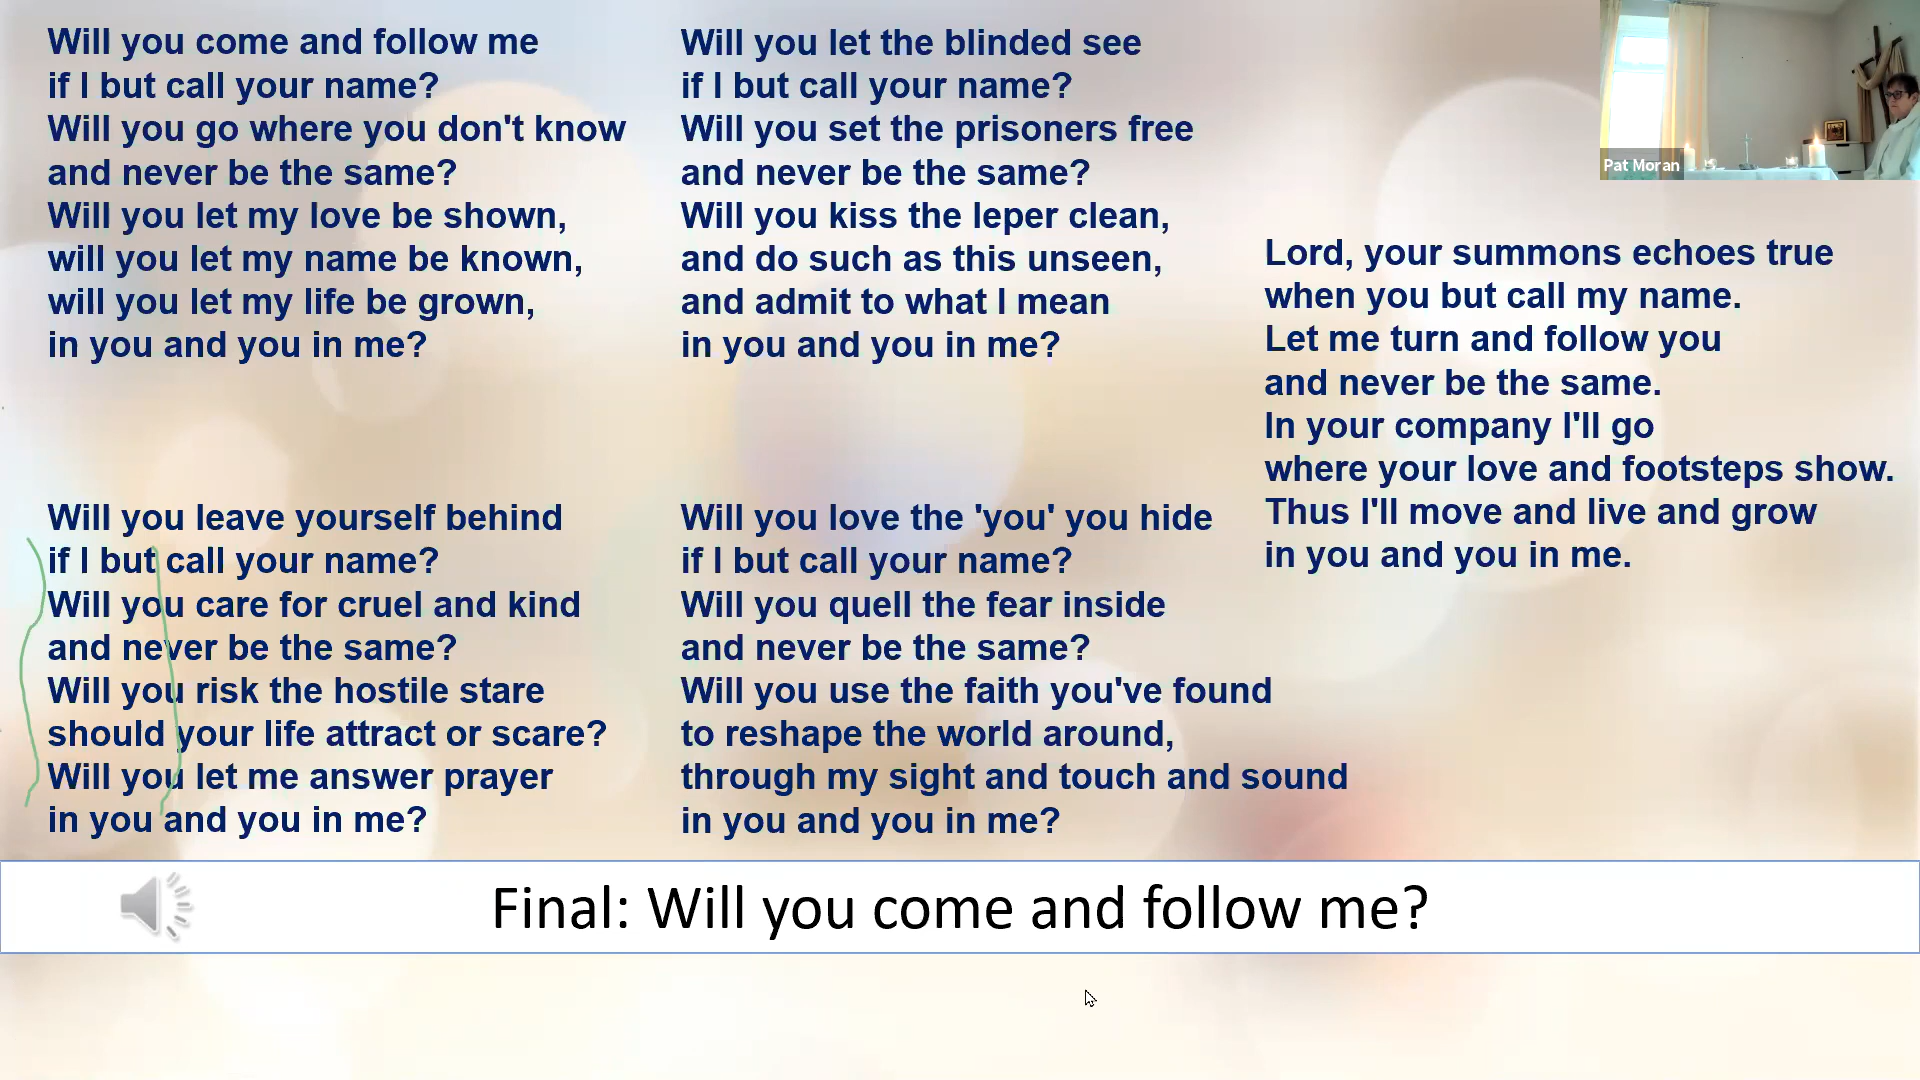 Will you come and follow me
if I but call your name?
Will you go where you don't know
and never be the same?
Will you let my love be shown,
will you let my name be known,
will you let my life be grown,
in you and you in me?
Will you leave yourself behind
if I but call your name?
Will you care for cruel and kind
and never be the same?
Will you risk the hostile stare
should your life attract or scare?
Will you let me answer prayer
in you and you in me?
Will you let the blinded see
if I but call your name?
Will you set the prisoners free
and never be the same?
Will you kiss the leper clean,
and do such as this unseen,
and admit to what I mean
in you and you in me?
Will you love the 'you' you hide
if I but call your name?
Will you quell the fear inside
and never be the same?
Will you use the faith you've found
to reshape the world around,
through my sight and touch and sound
in you and you in me?
Lord, your summons echoes true
when you but call my name.
Let me turn and follow you
and never be the same.
In your company I'll go
where your love and footsteps show.
Thus I'll move and live and grow
in you and you in me.
Pat Moran
Final: Will you come and follow me?